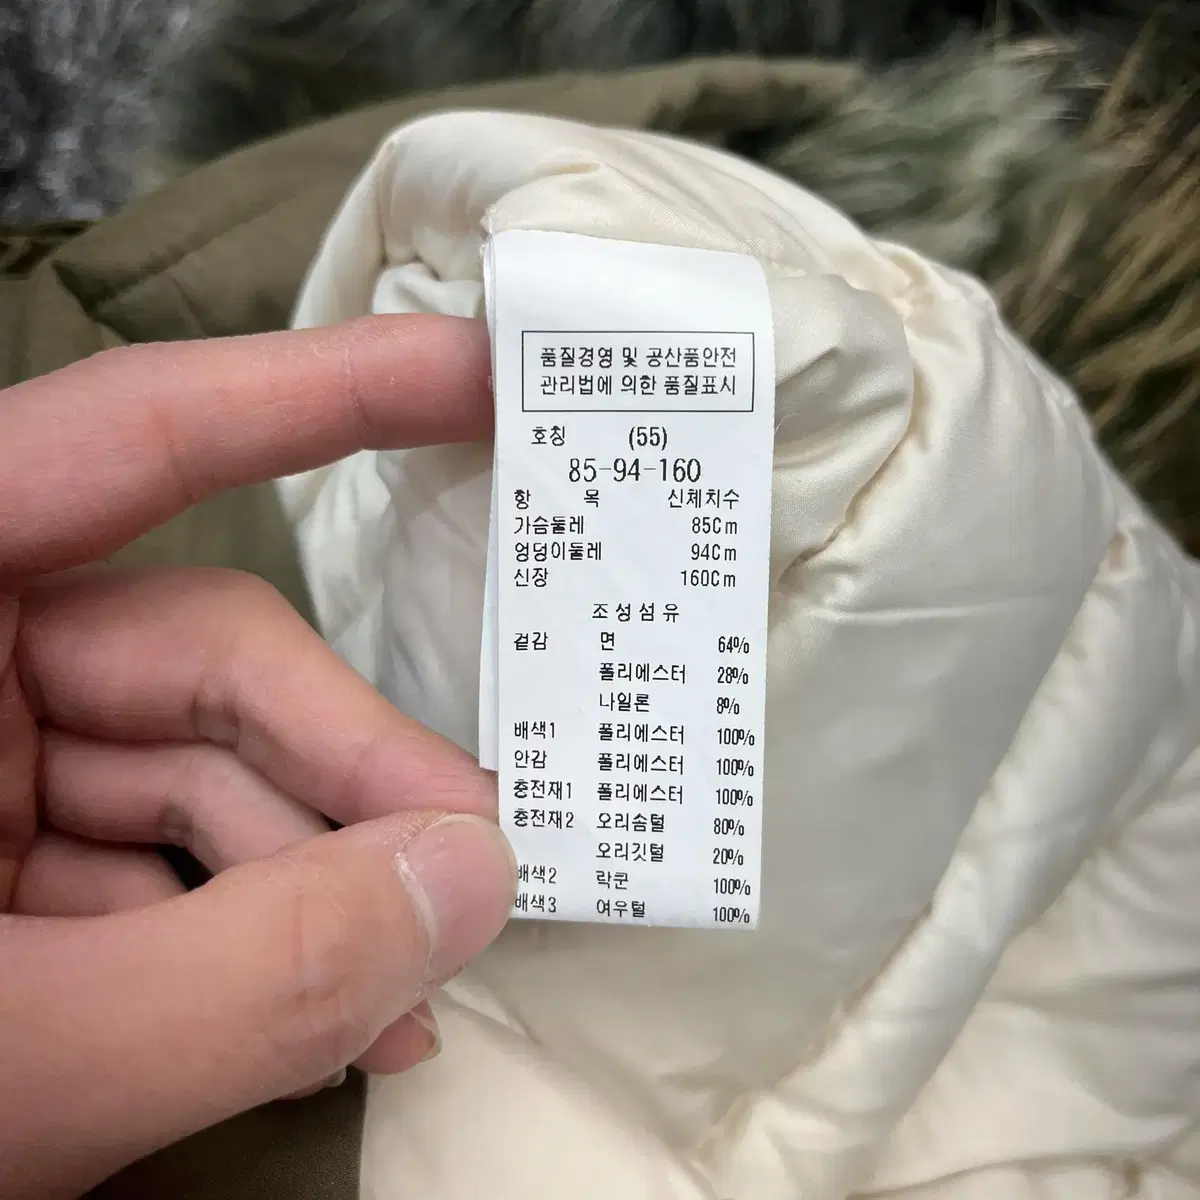 품질경영 및 공산품안전
관리법에 의한 품질표시
호칭 (55)
85-94-160
항 목 신체치수
가슴둘레 85Cm
엉덩이둘레 94Cm
신장 160Cm
조성섬유
겉감 면 64%
폴리에스터 28%
나일론 8%
배색1 폴리에스터 100%
안감 폴리에스터 100%
충전재1 폴리에스터 100%
충전재2 오리솜털 80%
오리깃털 20%
배색2 락쿤 100%
배색3 여우털 100%